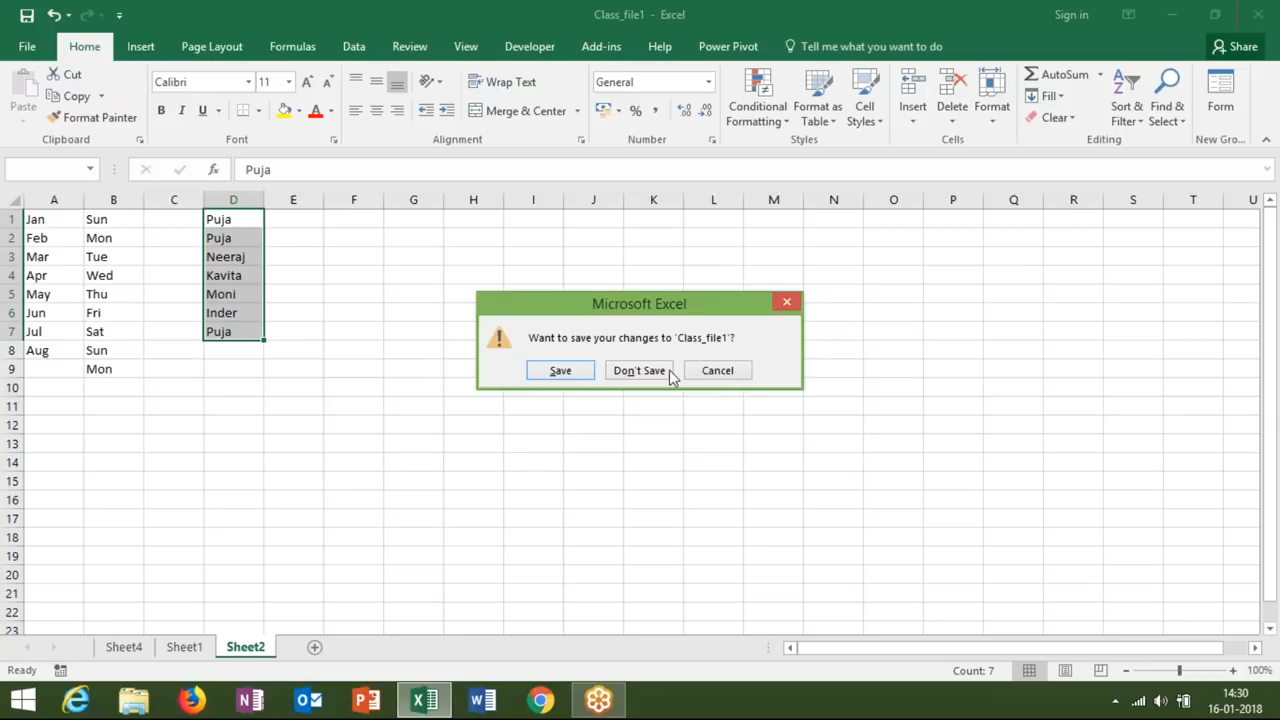 Class_file1 - Excel
Sign in
File Home Insert Page Layout Formulas Data Review View Developer Add-ins Help Power Pivot Tell me what you want to do Share
Paste
Cut
Copy
Format Painter
Clipboard
Calibri 11
B I U
Font
Wrap Text
Merge & Center
Alignment
General
Number
Conditional Formatting
Format as Table
Cell Styles
Styles
Insert
Delete
Format
Cells
AutoSum
Fill
Clear
Sort & Filter
Find & Select
Editing
Form
New Gro...
fx Puja
A B C D E F G H I J K L M N O P Q R S T U
1 Jan Sun Puja
2 Feb Mon Puja
3 Mar Tue Neeraj
4 Apr Wed Kavita
5 May Thu Moni
6 Jun Fri Inder
7 Jul Sat Puja
8 Aug Sun
9 Mon
10
11
12
13
14
15
16
17
18
19
20
21
22
23
Microsoft Excel
Want to save your changes to 'Class_file1'?
Save Don't Save Cancel
Sheet4 Sheet1 Sheet2
Ready Count: 7 100%
14:30
16-01-2018